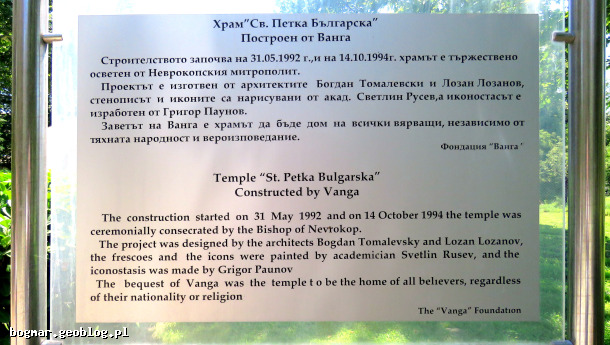 Храм"Св. Петка Българска"
Построен от Ванга
Строителството започва на 31.05.1992 г.,и на 14.10.1994г. храмът е тържествено
осветен от Неврокопския митрополит.
Проектът е изготвен от архитектите Богдан Томалевски и Лозан Лозанов,
стенописът и иконите са нарисувани от акад. Светлин Русев,а иконостасът е
изработен от Григор Паунов.
Заветът на Ванга е храмът да бъде дом на всички вярващи, независимо от
тяхната народност и вероизповедание.
Фондация "Ванга"
Temple "St. Petka Bulgarska"
Constructed by Vanga
The construction started on 31 May 1992 and on 14 October 1994 the temple was
ceremonially consecrated by the Bishop of Nevrokop.
The project was designed by the architects Bogdan Tomalevsky and Lozan Lozanov,
the frescoes and the icons were painted by academician Svetlin Rusev, and the
iconostasis was made by Grigor Paunov
The bequest of Vanga was the temple t o be the home of all believers, regardless
of their nationality or religion
The "Vanga" Foundation
bogmar.geoblog.pl